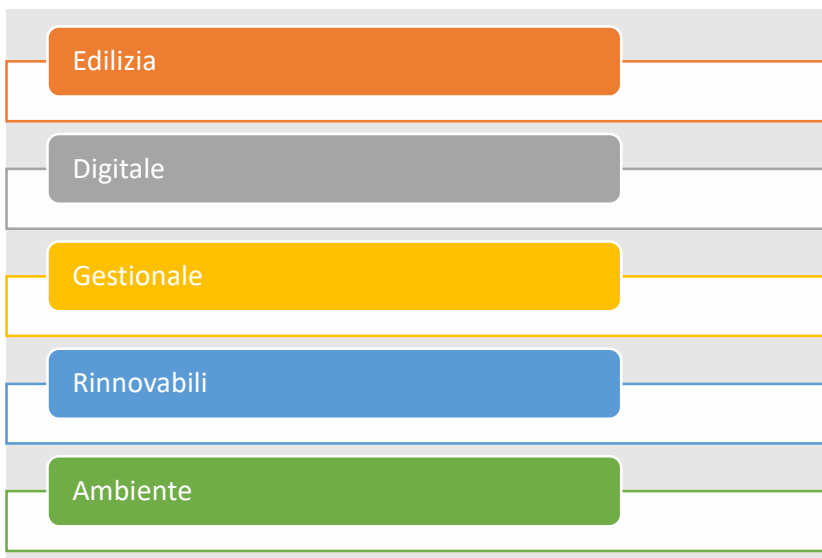 Edilizia
Digitale
Gestionale
Rinnovabili
Ambiente